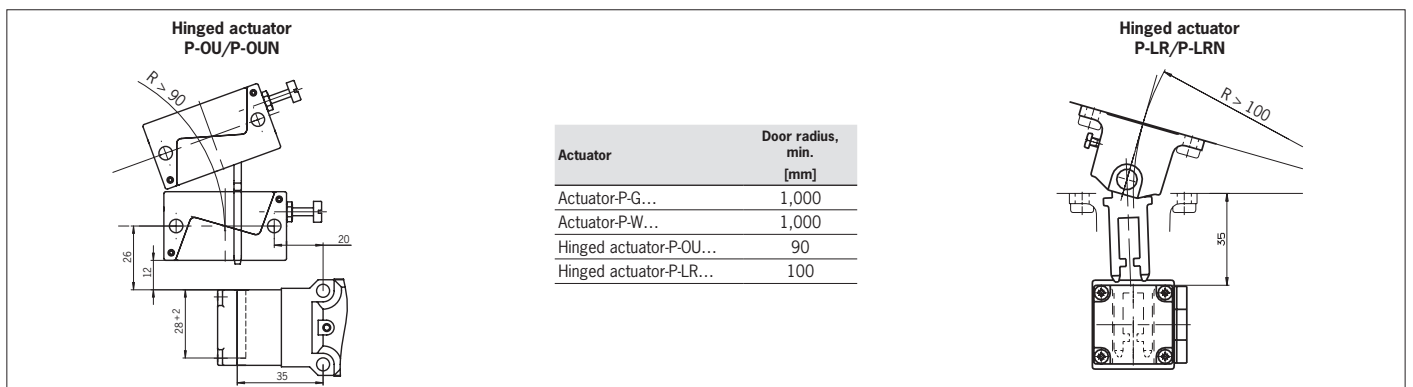 Hinged actuator
P-OU/P-OUN
R > 90
20
26
12
28+2
35
Actuator
Door radius,
min.
[mm]
Actuator-P-G… 1,000
Actuator-P-W… 1,000
Hinged actuator-P-OU… 90
Hinged actuator-P-LR… 100
Hinged actuator
P-LR/P-LRN
R > 100
35